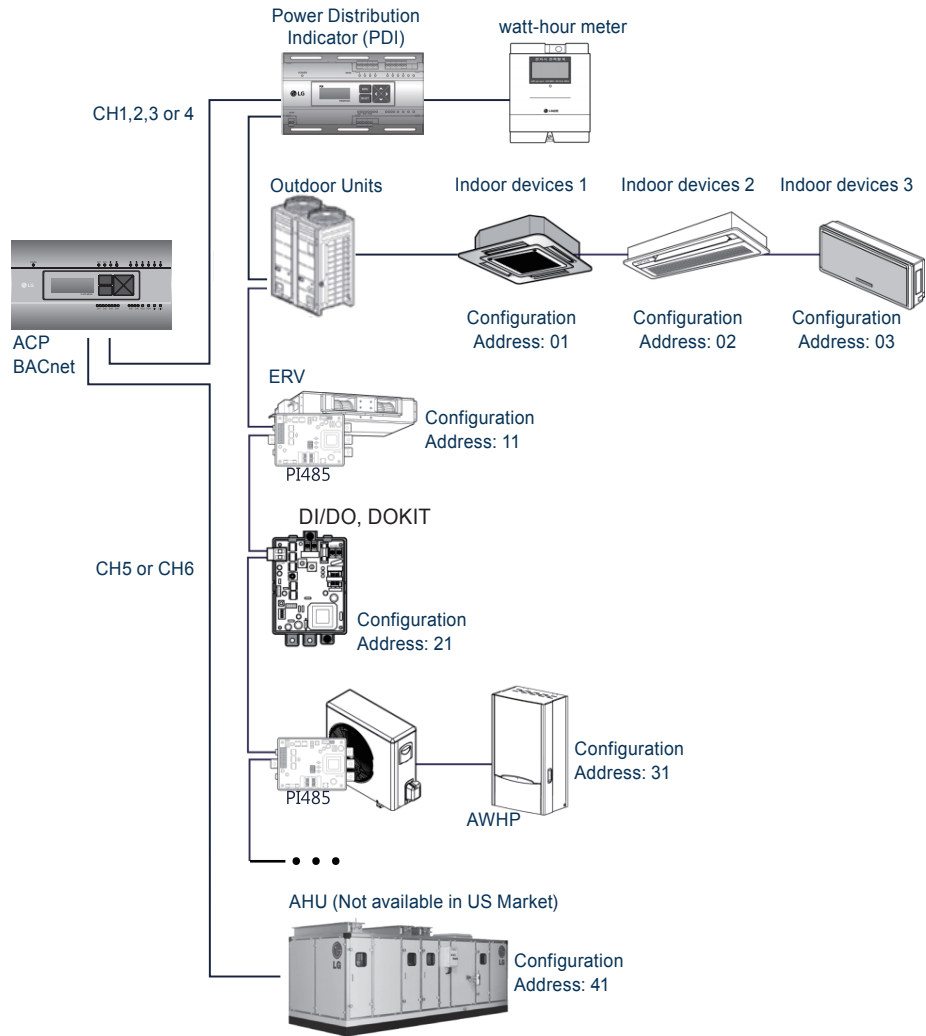 Power Distribution
Indicator (PDI)
watt-hour meter
CH1,2,3 or 4
LG
Outdoor Units
Indoor devices 1
Indoor devices 2
Indoor devices 3
LG
ACP
BACnet
Configuration
Address: 01
Configuration
Address: 02
Configuration
Address: 03
ERV
Configuration
Address: 11
PI485
DI/DO, DOKIT
CH5 or CH6
Configuration
Address: 21
Configuration
Address: 31
PI485
AWHP
• • •
AHU (Not available in US Market)
LG
Configuration
Address: 41